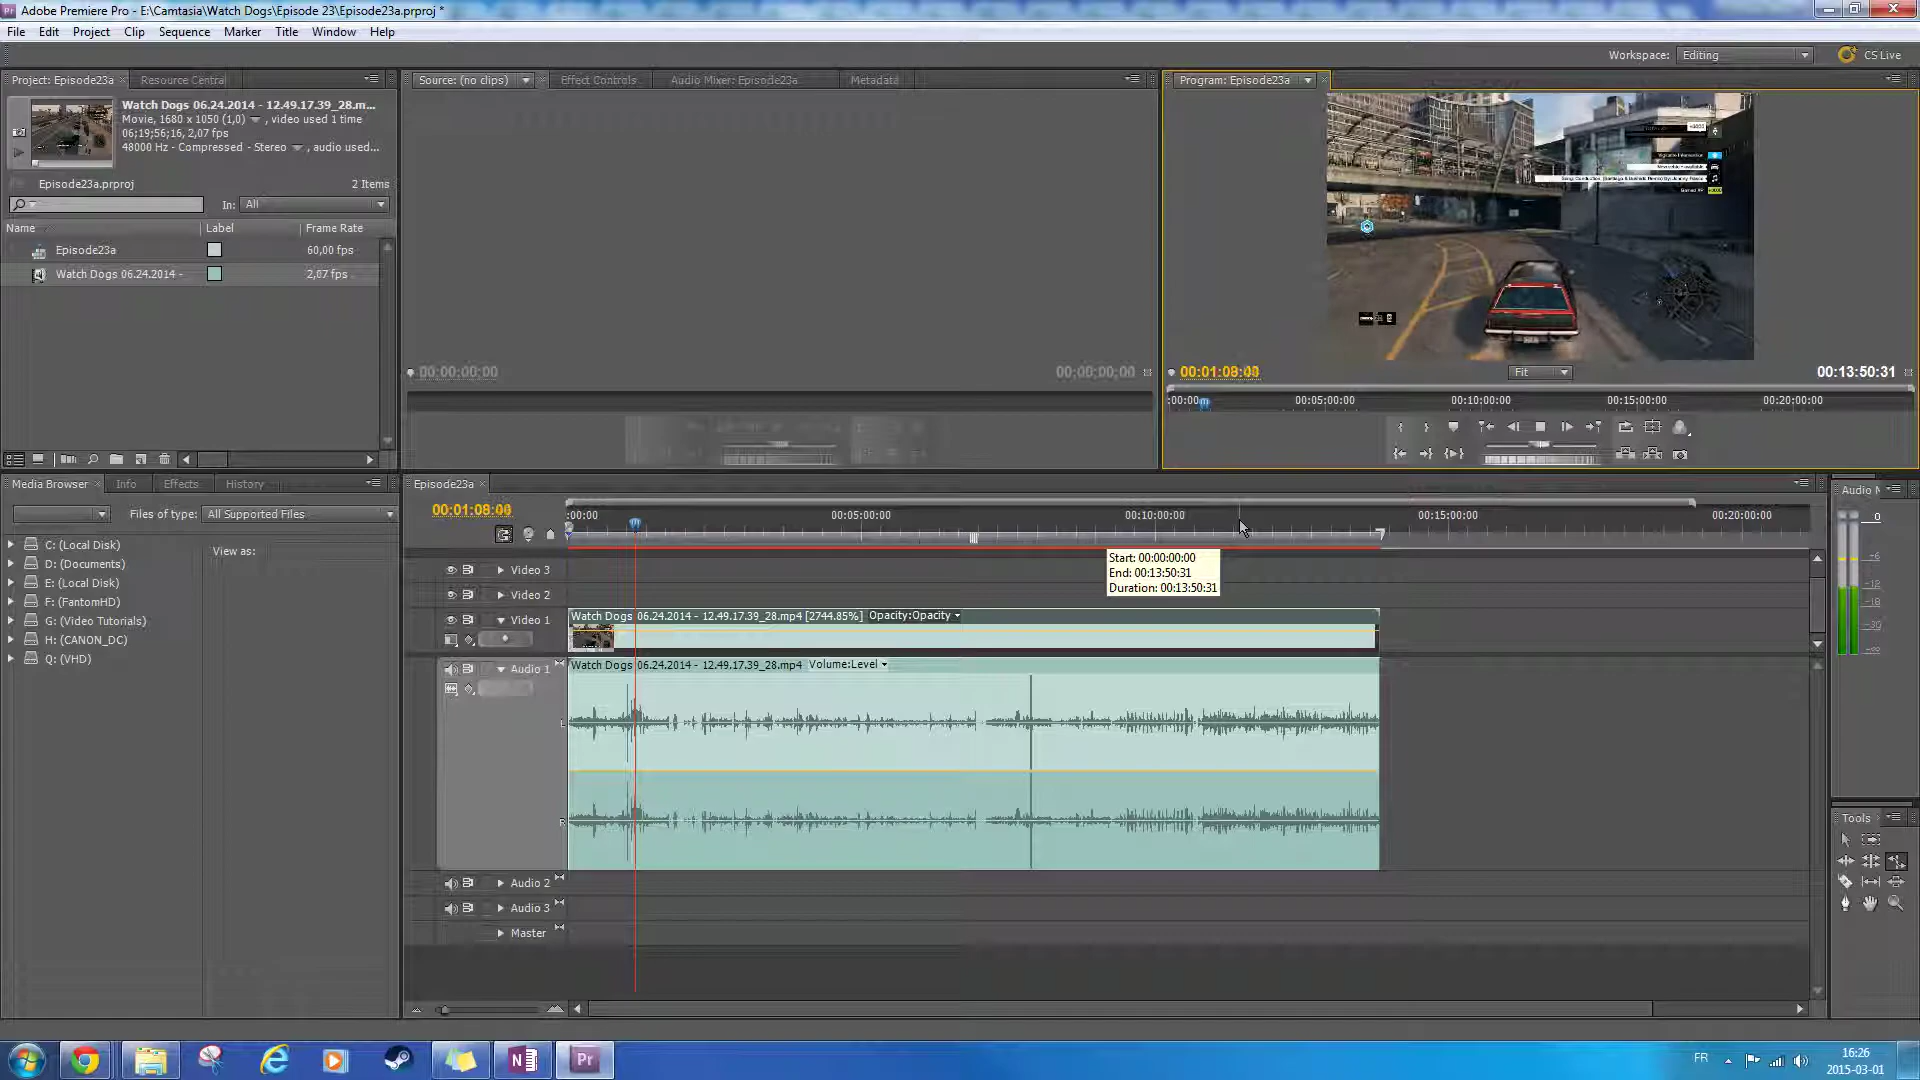 Adobe Premiere Pro - E:\Camtasia\Watch Dogs\Episode 23\Episode23a.prproj *
File Edit Project Clip Sequence Marker Title Window Help
Workspace: Editing CS Live
Project: Episode23a Resource Central
Watch Dogs 06.24.2014 - 12.49.17.39_28.m...
Movie, 1680 x 1050 (1,0) , video used 1 time
06;19;56;16, 2,07 fps
48000 Hz - Compressed - Stereo , audio used...
Episode23a.prproj 2 Items
In: All
Name Label Frame Rate
Episode23a 60,00 fps
Watch Dogs 06.24.2014 - 2,07 fps
Source: (no clips) Effect Controls Audio Mixer: Episode23a Metadata
00;00;00;00 00;00;00;00
Program: Episode23a
Vigilante Intervention
Gained XP
00:01:08:00 Fit 00:13:50:31
:00:00 00:05:00:00 00:10:00:00 00:15:00:00 00:20:00:00
Media Browser Info Effects History
Files of type: All Supported Files
View as:
C: (Local Disk)
D: (Documents)
E: (Local Disk)
F: (FantomHD)
G: (Video Tutorials)
H: (CANON_DC)
Q: (VHD)
Episode23a
00:01:08:00
:00:00 00:05:00:00 00:10:00:00 00:15:00:00 00:20:00:00
Start: 00:00:00:00
End: 00:13:50:31
Duration: 00:13:50:31
Video 3
Video 2
Video 1
Watch Dogs 06.24.2014 - 12.49.17.39_28.mp4 [2744.85%] Opacity:Opacity
Audio 1
Watch Dogs 06.24.2014 - 12.49.17.39_28.mp4 Volume:Level
L
R
Audio 2
Audio 3
Master
0
-6
-12
-18
-30
Tools
FR
16:26
2015-03-01